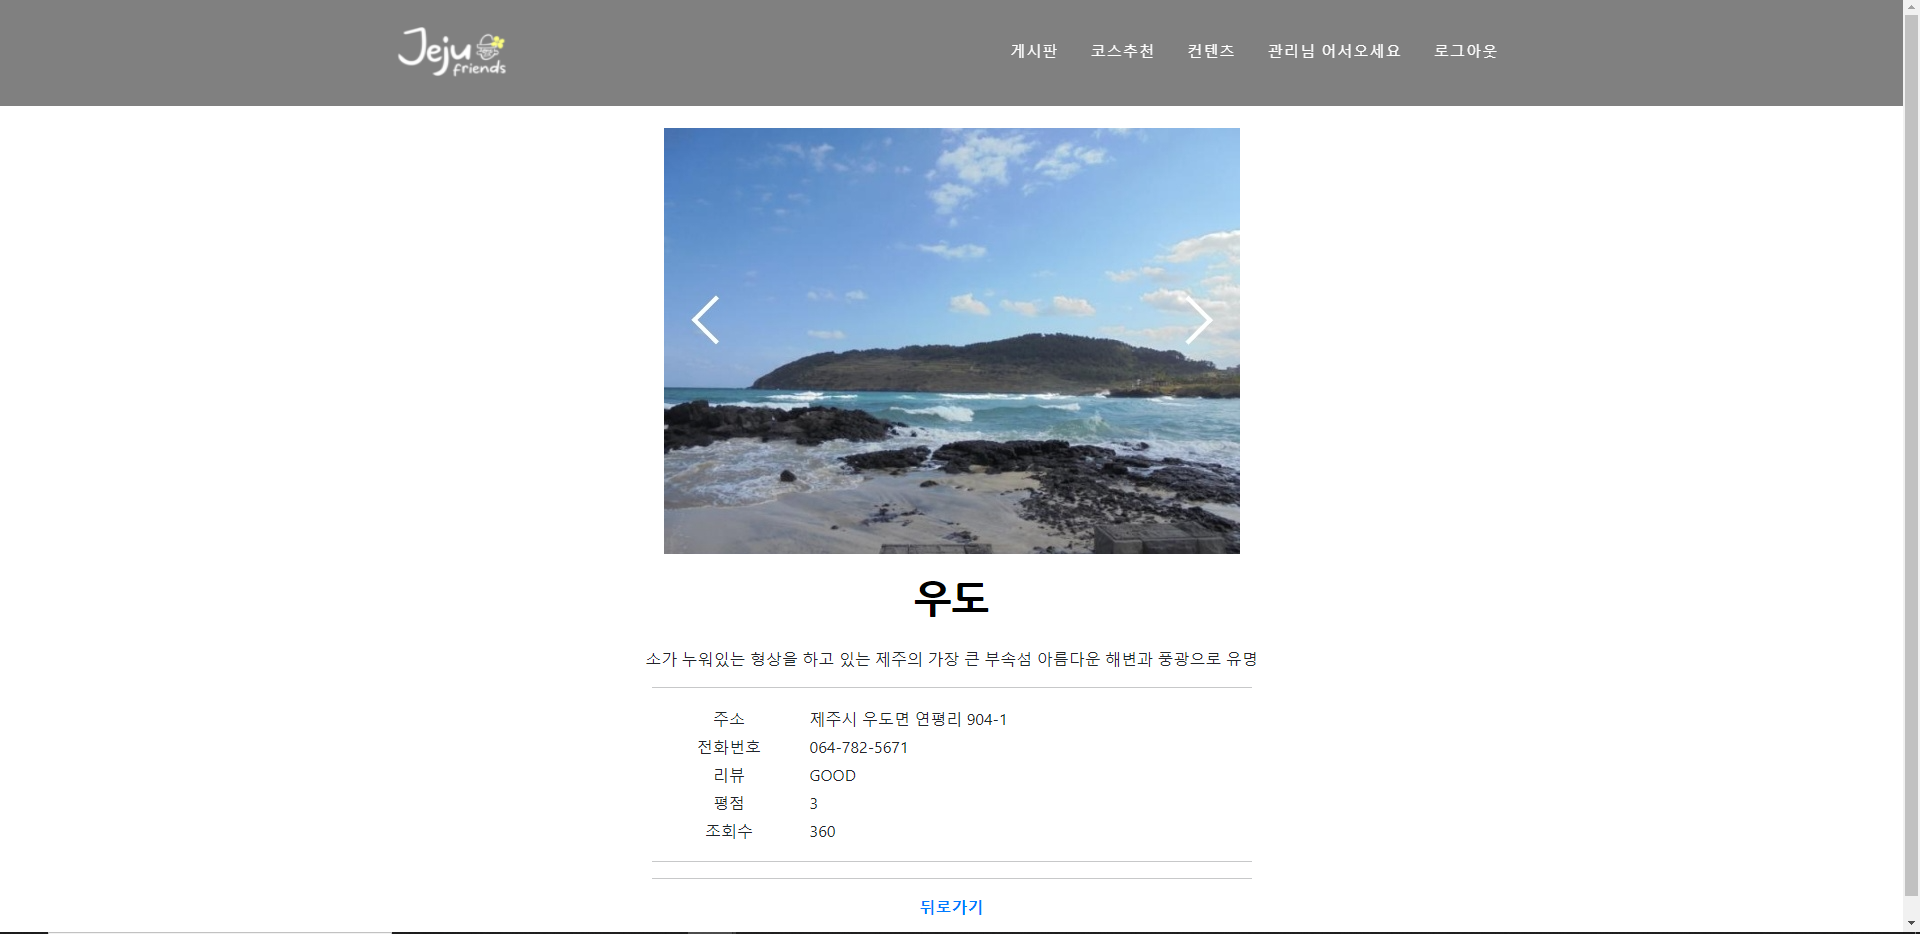 Jeju friends
게시판 코스추천 컨텐츠 관리님 어서오세요 로그아웃
우도
소가 누워있는 형상을 하고 있는 제주의 가장 큰 부속섬 아름다운 해변과 풍광으로 유명
주소 제주시 우도면 연평리 904-1
전화번호 064-782-5671
리뷰 GOOD
평점 3
조회수 360
뒤로가기